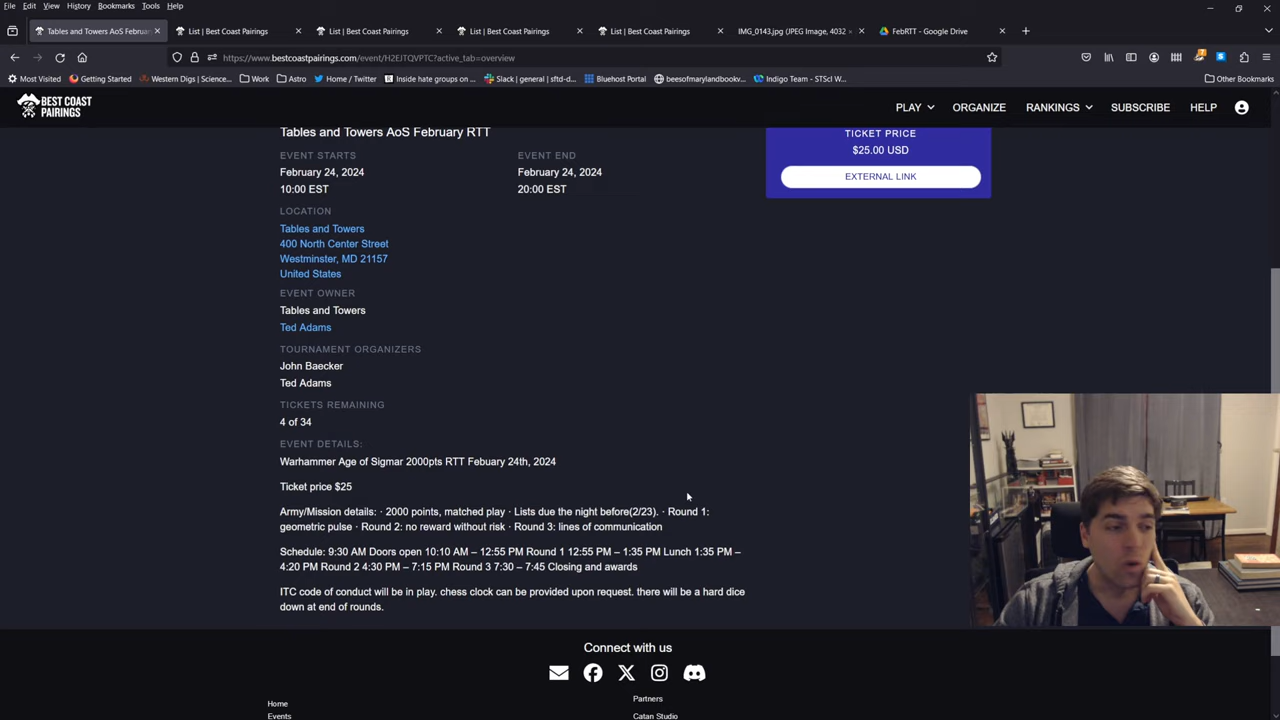 File Edit View History Bookmarks Tools Help
Tables and Towers AoS Februar
List | Best Coast Pairings
List | Best Coast Pairings
List | Best Coast Pairings
List | Best Coast Pairings
IMG_0143.jpg (JPEG Image, 4032 ×
FebRTT - Google Drive
https://www.bestcoastpairings.com/event/H2EJTQVPTC?active_tab=overview
Most Visited Getting Started Western Digs | Science... Work Astro Home / Twitter Inside hate groups on... Slack | general | sftd-d... Bluehost Portal beesofmarylandbookv... Indigo Team - STScI W... Other Bookmarks
BEST COAST
PAIRINGS
PLAY ORGANIZE RANKINGS SUBSCRIBE HELP
Tables and Towers AoS February RTT
EVENT STARTS
February 24, 2024
10:00 EST
EVENT END
February 24, 2024
20:00 EST
TICKET PRICE
$25.00 USD
EXTERNAL LINK
LOCATION
Tables and Towers
400 North Center Street
Westminster, MD 21157
United States
EVENT OWNER
Tables and Towers
Ted Adams
TOURNAMENT ORGANIZERS
John Baecker
Ted Adams
TICKETS REMAINING
4 of 34
EVENT DETAILS:
Warhammer Age of Sigmar 2000pts RTT Febuary 24th, 2024
Ticket price $25
Army/Mission details: · 2000 points, matched play · Lists due the night before(2/23). · Round 1:
geometric pulse · Round 2: no reward without risk · Round 3: lines of communication
Schedule: 9:30 AM Doors open 10:10 AM – 12:55 PM Round 1 12:55 PM – 1:35 PM Lunch 1:35 PM –
4:20 PM Round 2 4:30 PM – 7:15 PM Round 3 7:30 – 7:45 Closing and awards
ITC code of conduct will be in play. chess clock can be provided upon request. there will be a hard dice
down at end of rounds.
Connect with us
Home
Events
Partners
Catan Studio